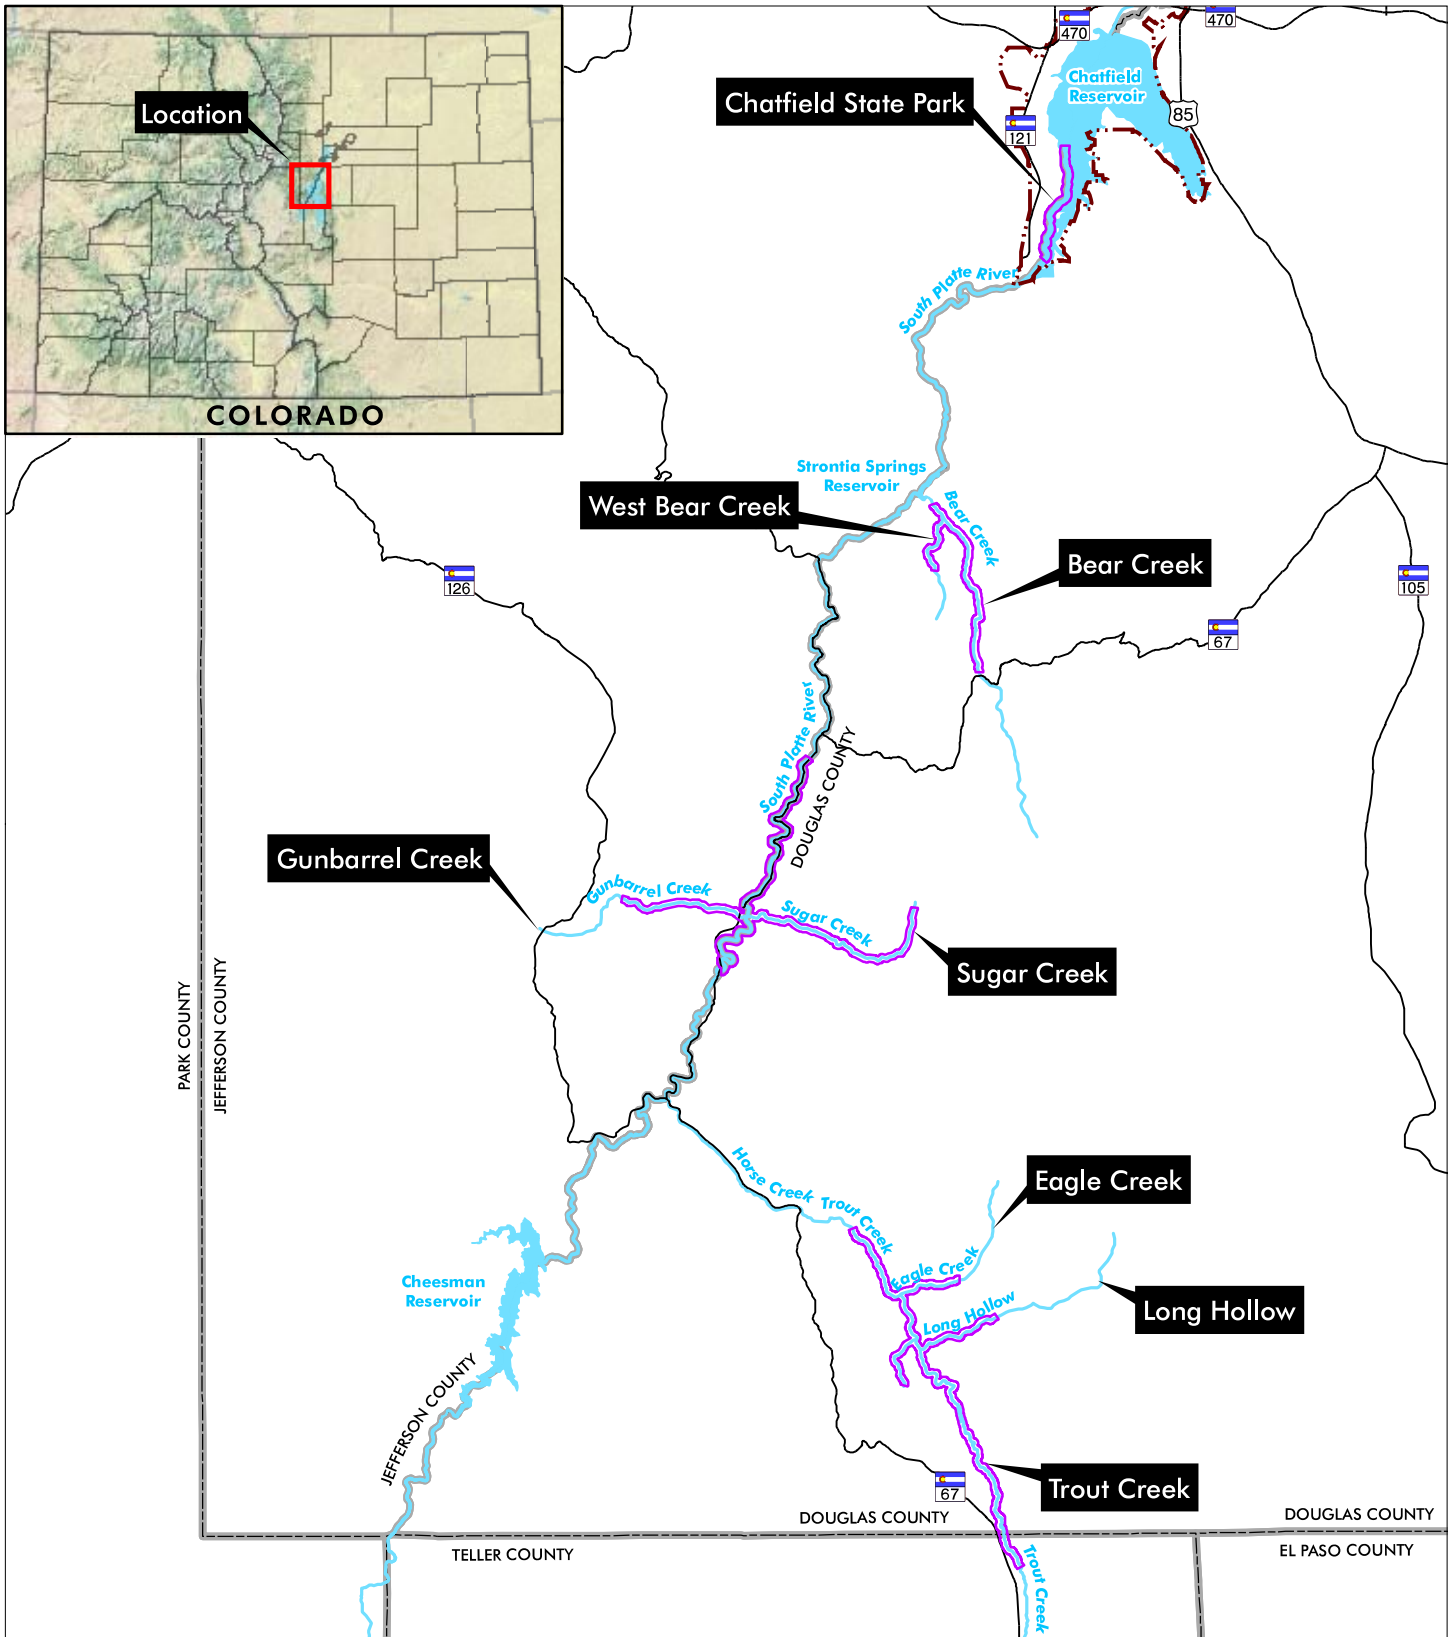 470
470
Chatfield
Reservoir
Chatfield State Park
85
121
Location
South Platte River
COLORADO
Strontia Springs
Reservoir
West Bear Creek
Bear Creek
Bear Creek
126
105
67
South Platte River
DOUGLAS COUNTY
Gunbarrel Creek
Gunbarrel Creek
Sugar Creek
Sugar Creek
PARK COUNTY
JEFFERSON COUNTY
Horse Creek
Trout Creek
Eagle Creek
Eagle Creek
Cheesman
Reservoir
Long Hollow
Long Hollow
JEFFERSON COUNTY
67
Trout Creek
DOUGLAS COUNTY
DOUGLAS COUNTY
TELLER COUNTY
EL PASO COUNTY
Trout Creek